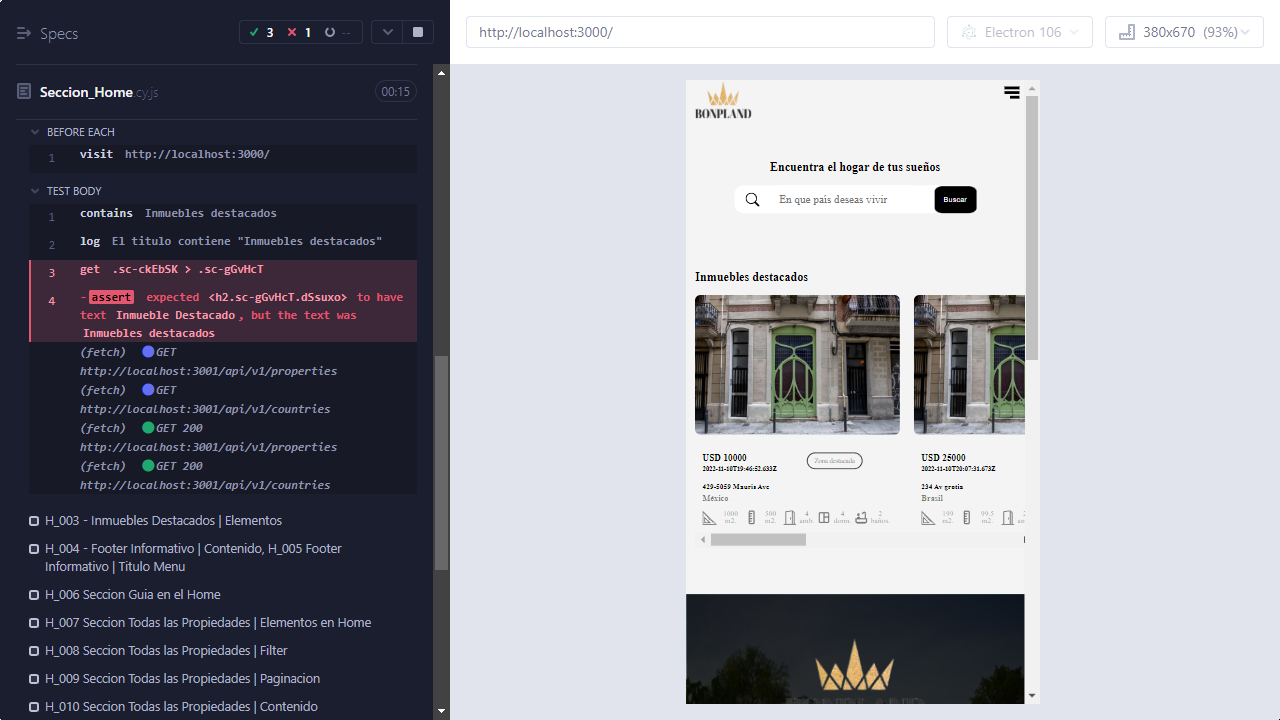 Specs
3
1
--
http://localhost:3000/
Electron 106
380x670 (93%)
Seccion_Home.cy.js
00:15
BEFORE EACH
1 visit http://localhost:3000/
TEST BODY
1 contains Inmuebles destacados
2 log El titulo contiene "Inmuebles destacados"
3 get .sc-ckEbSK > .sc-gGvHcT
4 -assert expected <h2.sc-gGvHcT.dSsuxo> to have
text Inmueble Destacado, but the text was
Inmuebles destacados
(fetch) GET
http://localhost:3001/api/v1/properties
(fetch) GET
http://localhost:3001/api/v1/countries
(fetch) GET 200
http://localhost:3001/api/v1/properties
(fetch) GET 200
http://localhost:3001/api/v1/countries
H_003 - Inmuebles Destacados | Elementos
H_004 - Footer Informativo | Contenido, H_005 Footer
Informativo | Titulo Menu
H_006 Seccion Guia en el Home
H_007 Seccion Todas las Propiedades | Elementos en Home
H_008 Seccion Todas las Propiedades | Filter
H_009 Seccion Todas las Propiedades | Paginacion
H_010 Seccion Todas las Propiedades | Contenido
BONPLAND
Encuentra el hogar de tus sueños
En que país deseas vivir
Buscar
Inmuebles destacados
USD 10000
2022-11-10T19:46:52.633Z
Zona destacada
429-5059 Mauris Ave
México
1000 m2.
500 m2.
4 amb.
4 dorm.
2 baños.
USD 25000
2022-11-10T20:07:31.673Z
234 Av gratia
Brasil
199 m2.
99.5 m2.
BONPLAND